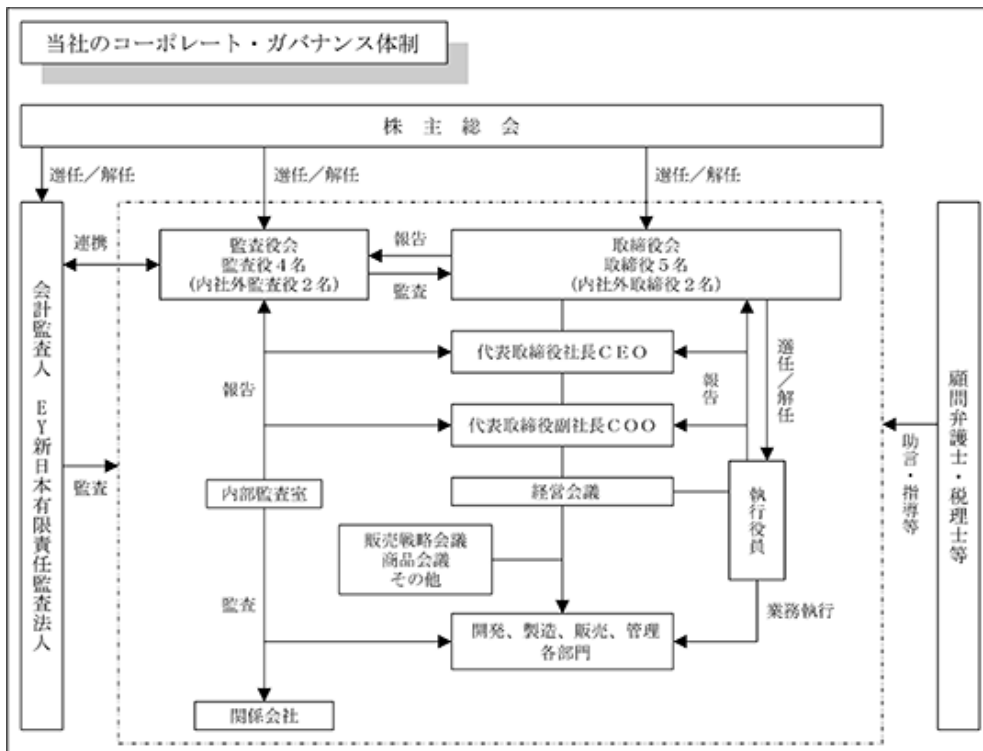 当社のコーポレート・ガバナンス体制
株主総会
選任/解任
選任/解任
選任/解任
連携
監査役会
監査役4名
(内社外監査役2名)
報告
監査
取締役会
取締役5名
(内社外取締役2名)
会計監査人 EY新日本有限責任監査法人
代表取締役社長CEO
選任/解任
報告
報告
代表取締役副社長COO
顧問弁護士・税理士等
助言・指導等
監査
内部監査室
経営会議
執行役員
販売戦略会議
商品会議
その他
監査
業務執行
開発、製造、販売、管理
各部門
関係会社